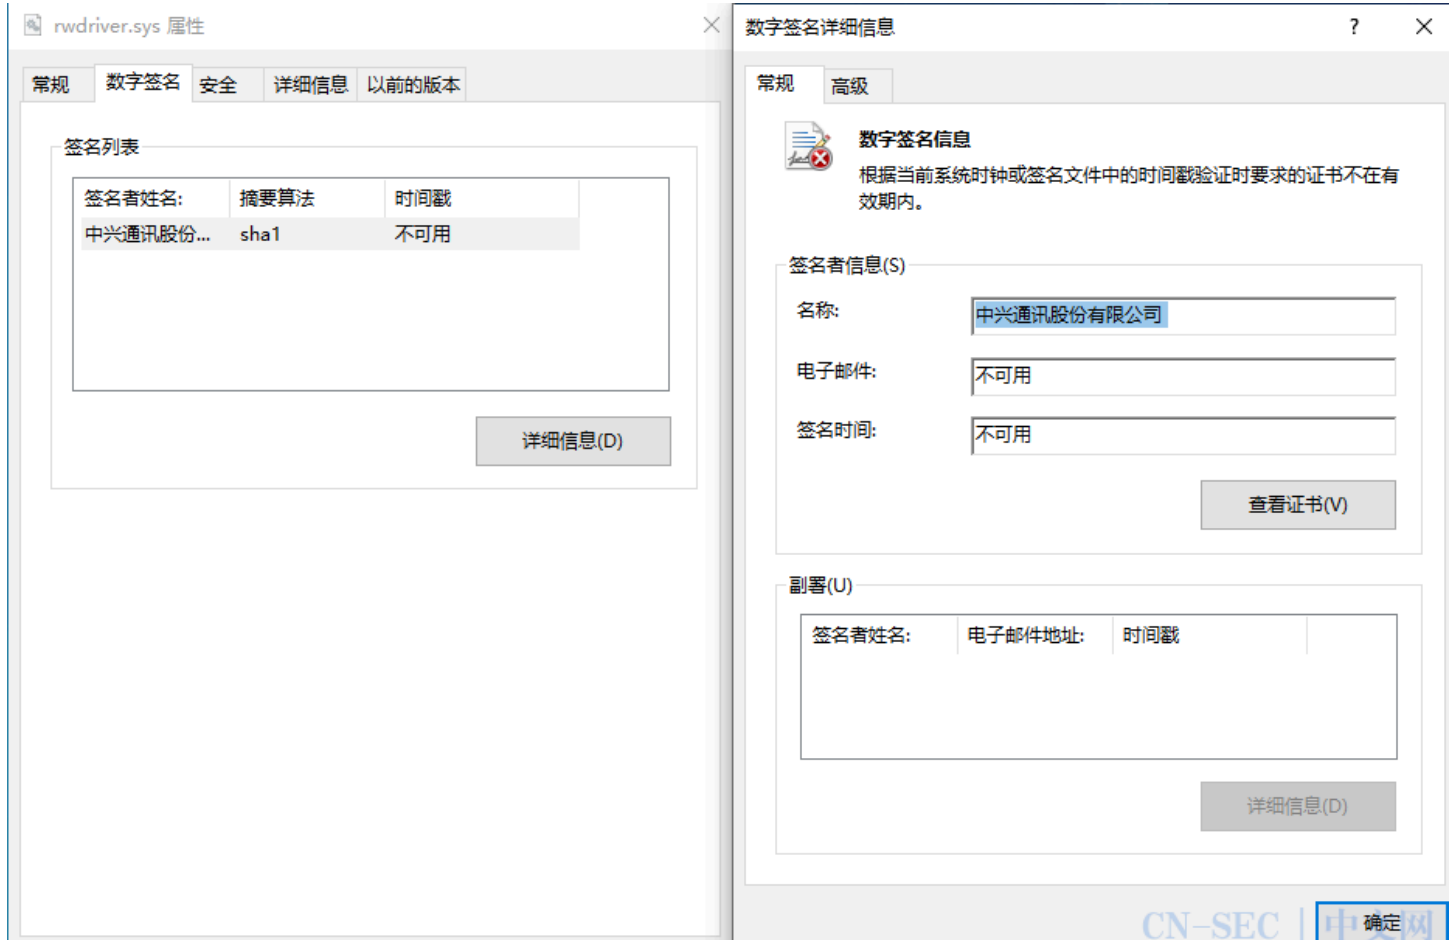 rwdriver.sys 属性
常规 数字签名 安全 详细信息 以前的版本
签名列表
签名者姓名: 摘要算法 时间戳
中兴通讯股份... sha1 不可用
详细信息(D)
数字签名详细信息
常规 高级
数字签名信息
根据当前系统时钟或签名文件中的时间戳验证时要求的证书不在有
效期内。
签名者信息(S)
名称: 中兴通讯股份有限公司
电子邮件: 不可用
签名时间: 不可用
查看证书(V)
副署(U)
签名者姓名: 电子邮件地址: 时间戳
详细信息(D)
确定
CN-SEC | 中文网